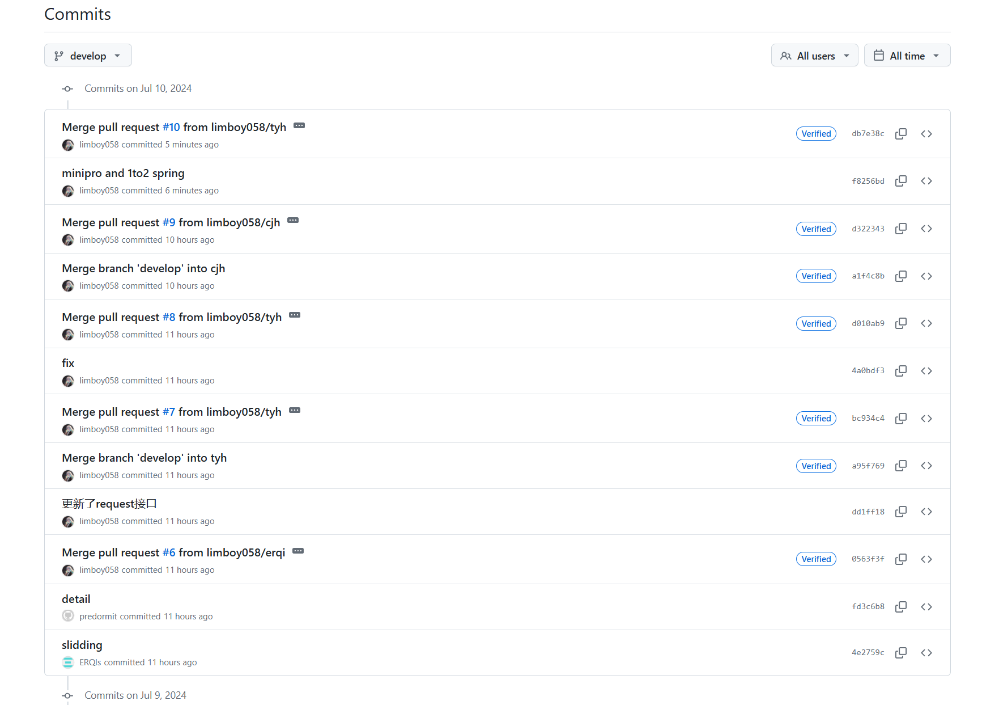 Commits
develop
All users
All time
Commits on Jul 10, 2024
Merge pull request #10 from limboy058/tyh
limboy058 committed 5 minutes ago
Verified
db7e38c
minipro and 1to2 spring
limboy058 committed 6 minutes ago
f8256bd
Merge pull request #9 from limboy058/cjh
limboy058 committed 10 hours ago
Verified
d322343
Merge branch 'develop' into cjh
limboy058 committed 10 hours ago
Verified
a1f4c8b
Merge pull request #8 from limboy058/tyh
limboy058 committed 11 hours ago
Verified
d010ab9
fix
limboy058 committed 11 hours ago
4a0bdf3
Merge pull request #7 from limboy058/tyh
limboy058 committed 11 hours ago
Verified
bc934c4
Merge branch 'develop' into tyh
limboy058 committed 11 hours ago
Verified
a95f769
更新了request接口
limboy058 committed 11 hours ago
dd1ff18
Merge pull request #6 from limboy058/erqi
limboy058 committed 11 hours ago
Verified
0563f3f
detail
predormit committed 11 hours ago
fd3c6b8
slidding
ERQIs committed 11 hours ago
4e2759c
Commits on Jul 9, 2024